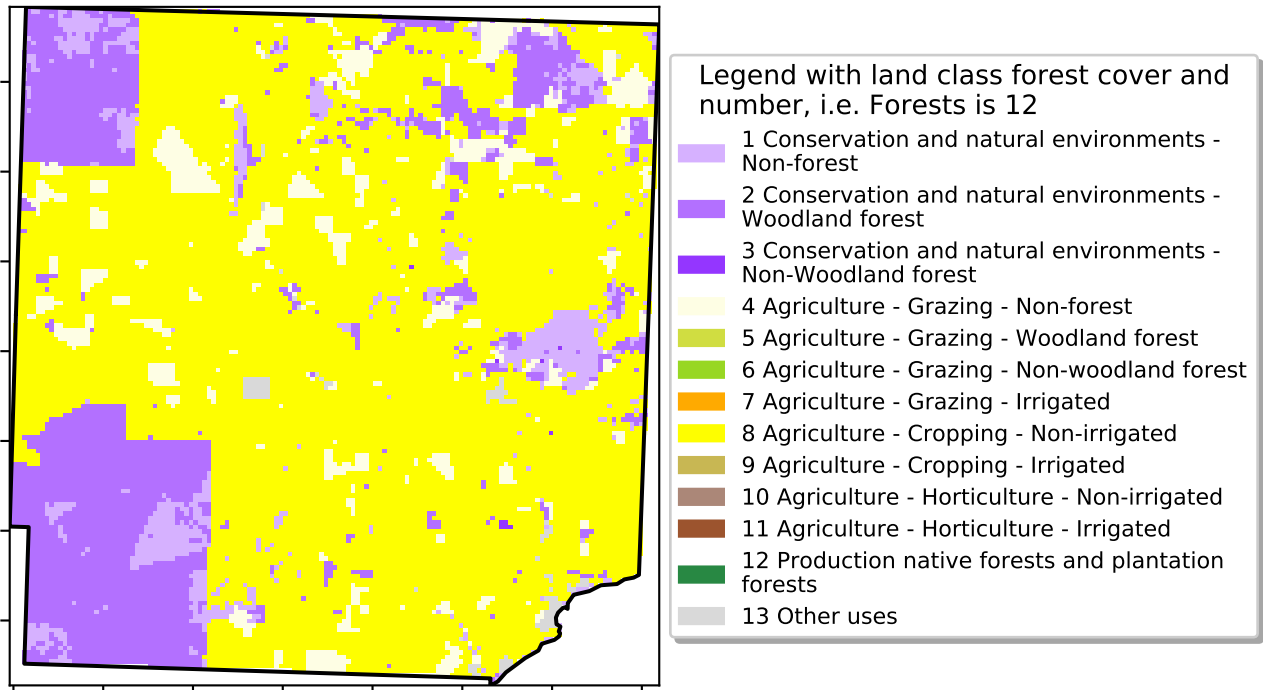 Legend with land class forest cover and
number, i.e. Forests is 12
1 Conservation and natural environments -
Non-forest
2 Conservation and natural environments -
Woodland forest
3 Conservation and natural environments -
Non-Woodland forest
4 Agriculture - Grazing - Non-forest
5 Agriculture - Grazing - Woodland forest
6 Agriculture - Grazing - Non-woodland forest
7 Agriculture - Grazing - Irrigated
8 Agriculture - Cropping - Non-irrigated
9 Agriculture - Cropping - Irrigated
10 Agriculture - Horticulture - Non-irrigated
11 Agriculture - Horticulture - Irrigated
12 Production native forests and plantation
forests
13 Other uses